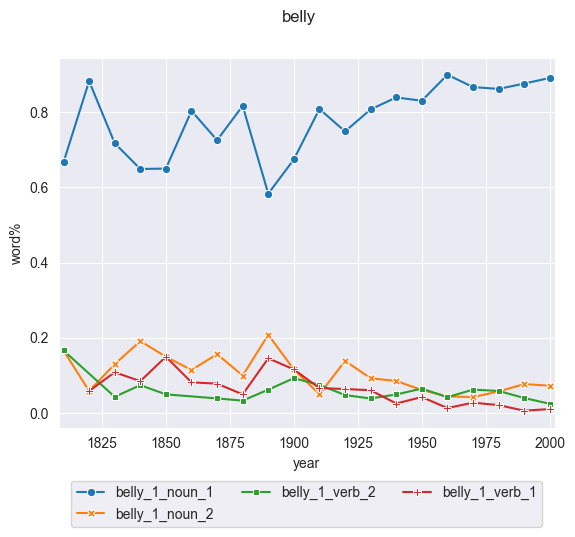 belly
0.8
0.6
0.4
0.2
0.0
word%
1825 1850 1875 1900 1925 1950 1975 2000
year
belly_1_noun_1 belly_1_verb_2 belly_1_verb_1
belly_1_noun_2